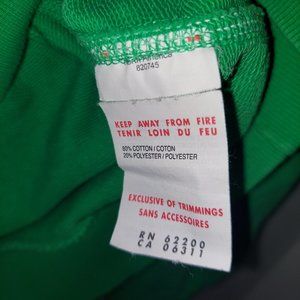 820745
KEEP AWAY FROM FIRE
TENIR LOIN DU FEU
80% COTTON / COTON
20% POLYESTER / POLYESTER
EXCLUSIVE OF TRIMMINGS
SANS ACCESSOIRES
RN 62200
CA 06311